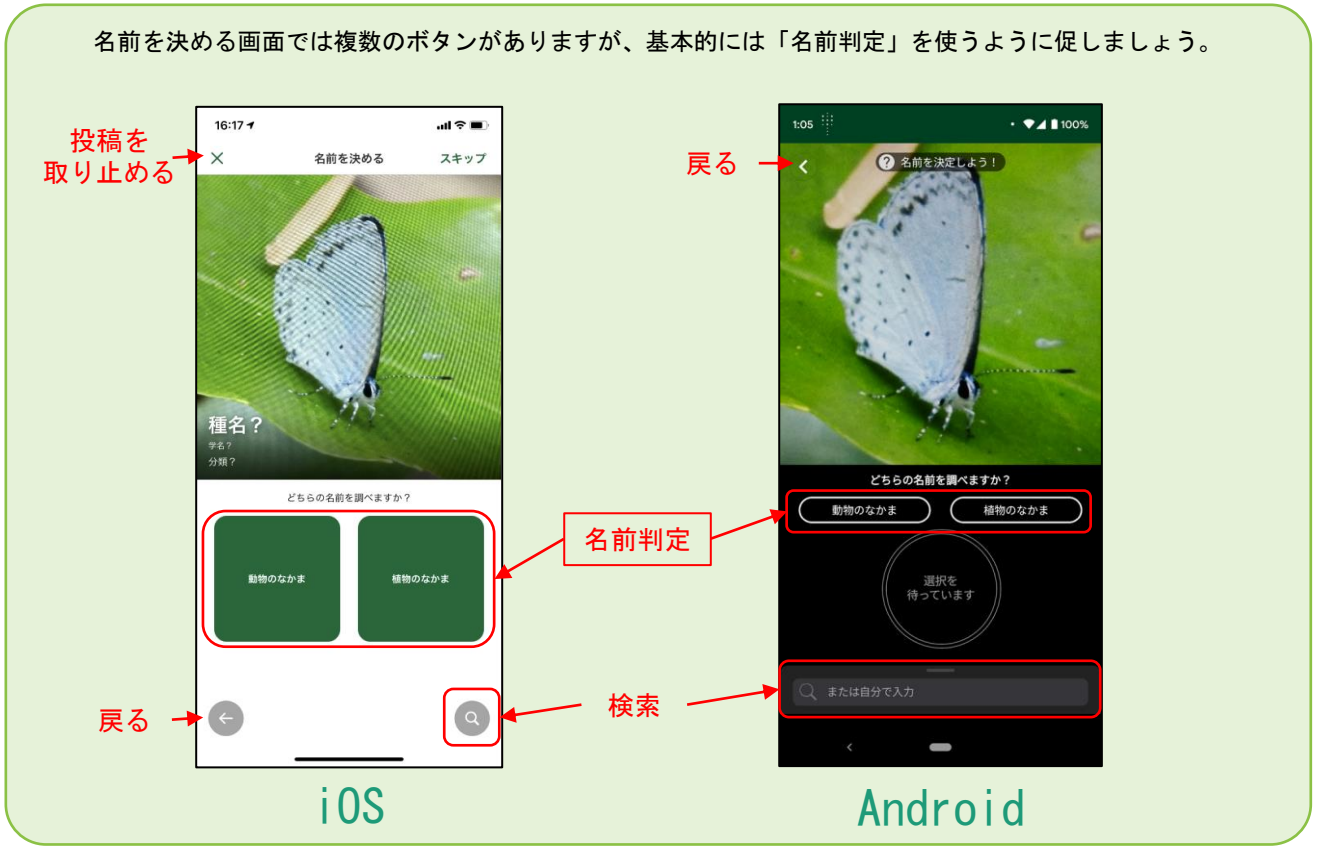 名前を決める画面では複数のボタンがありますが、基本的には「名前判定」を使うように促しましょう。
投稿を
取り止める
16:17
名前を決める
スキップ
種名？
学名？
分類？
どちらの名前を調べますか？
動物のなかま
植物のなかま
戻る
iOS
名前判定
検索
戻る
1:05
100%
? 名前を決定しよう！
どちらの名前を調べますか？
動物のなかま
植物のなかま
選択を
待っています
または自分で入力
Android